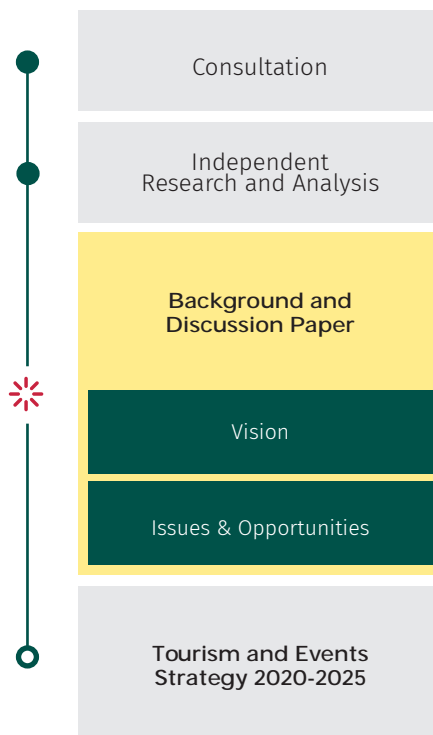 Consultation
Independent
Research and Analysis
Background and
Discussion Paper
Vision
Issues & Opportunities
Tourism and Events
Strategy 2020-2025